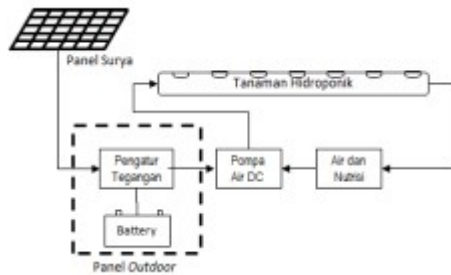 Panel Surya
Tanaman Hidroponik
Pengatur
Tegangan
Pompa
Air DC
Air dan
Nutrisi
Battery
Panel Outdoor